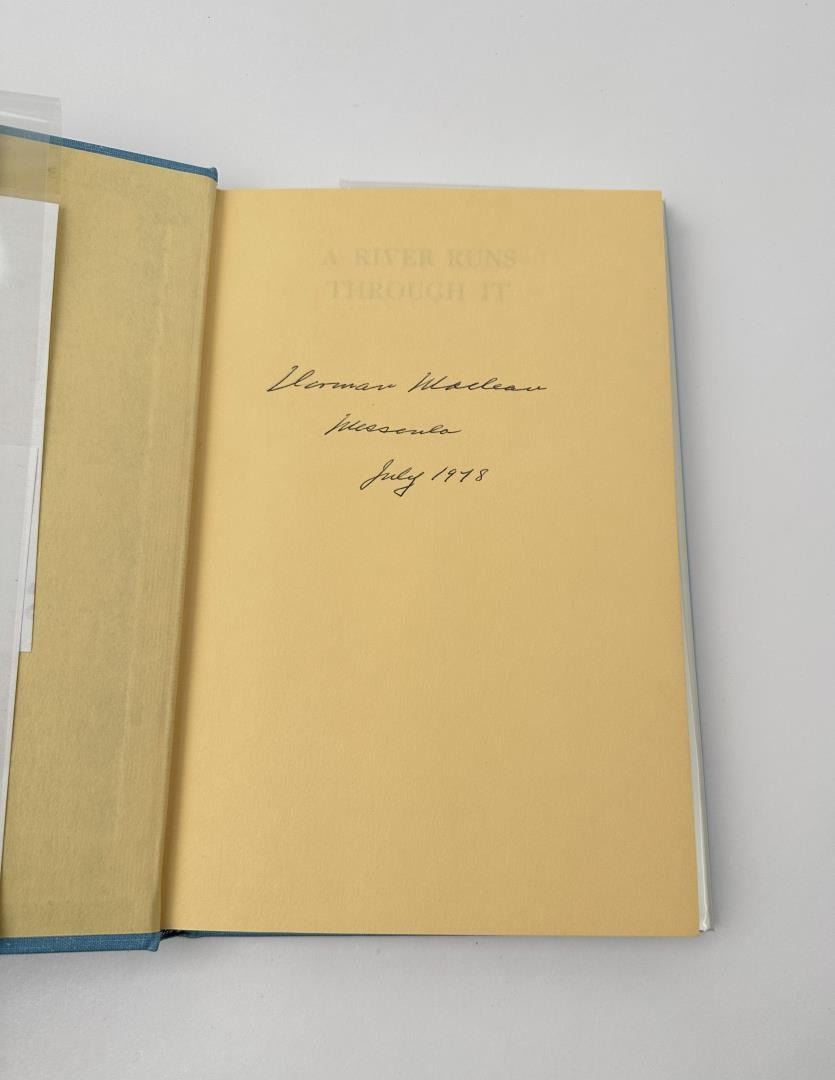 A RIVER RUNS
THROUGH IT
Norman Maclean
Missoula
July 1978